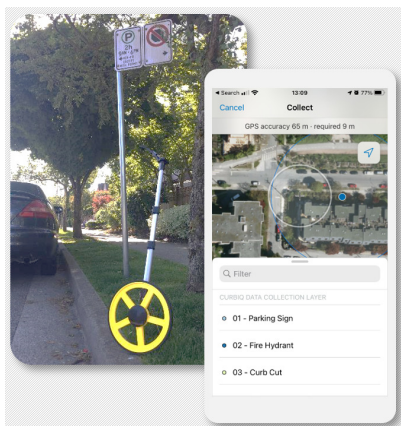 P
2h
Search
13:09
77%
Cancel
Collect
GPS accuracy 65 m · required 9 m
Filter
CURBIQ DATA COLLECTION LAYER
01 - Parking Sign
02 - Fire Hydrant
03 - Curb Cut